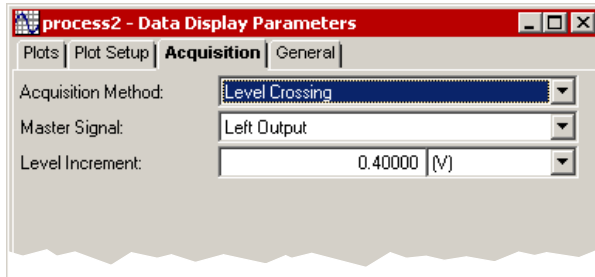 process2 - Data Display Parameters
Plots Plot Setup Acquisition General
Acquisition Method: Level Crossing
Master Signal: Left Output
Level Increment: 0.40000 (V)